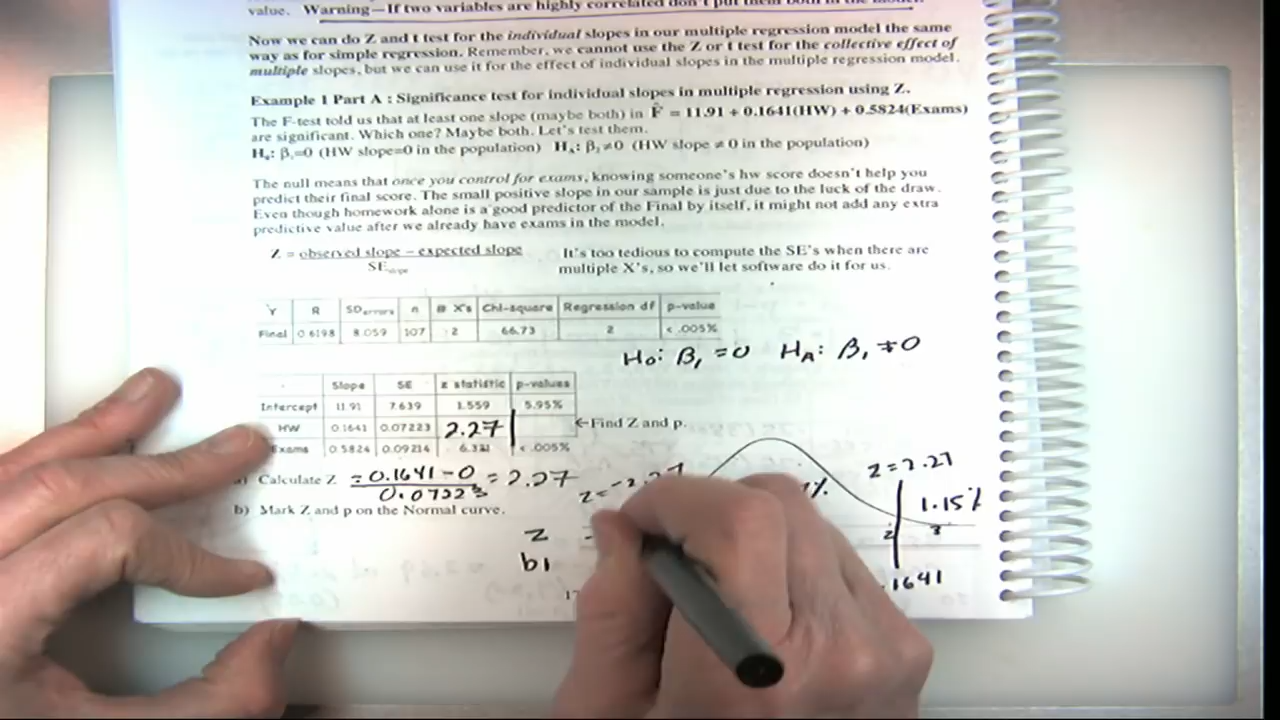 value. Warning—If two variables are highly correlated don't put them both in the model.
Now we can do Z and t test for the individual slopes in our multiple regression model the same
way as for simple regression. Remember, we cannot use the Z or t test for the collective effect of
multiple slopes, but we can use it for the effect of individual slopes in the multiple regression model.
Example 1 Part A : Significance test for individual slopes in multiple regression using Z.
The F-test told us that at least one slope (maybe both) in F̂ = 11.91 + 0.1641(HW) + 0.5824(Exams)
are significant. Which one? Maybe both. Let's test them.
H₀: β₁=0 (HW slope=0 in the population) Hₐ: β₁≠0 (HW slope ≠ 0 in the population)
The null means that once you control for exams, knowing someone's hw score doesn't help you
predict their final score. The small positive slope in our sample is just due to the luck of the draw.
Even though homework alone is a good predictor of the Final by itself, it might not add any extra
predictive value after we already have exams in the model.
Z = observed slope – expected slope It's too tedious to compute the SE's when there are
SE slope multiple X's, so we'll let software do it for us.
Y R SD errors n # X's Chi-square Regression df p-value
Final 0.6198 8.059 107 2 66.73 2 < .005%
H₀: β₁ = 0 Hₐ: β₁ ≠ 0
Slope SE z statistic p-values
Intercept 11.91 7.639 1.559 5.95%
HW 0.1641 0.07223 2.27 ←Find Z and p.
Exams 0.5824 0.09214 < .005%
Calculate Z = 0.1641 - 0 = 2.27
0.07223
Z = 2.27
1.15%
b) Mark Z and p on the Normal curve.
Z 2 3
b1 .1641